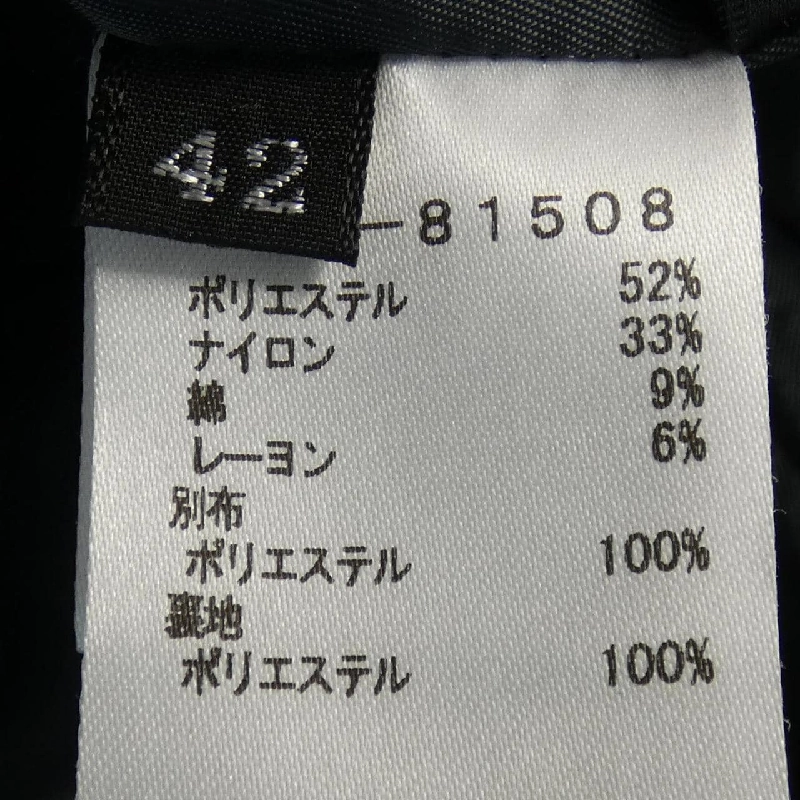 42
-81508
ポリエステル 52%
ナイロン 33%
綿 9%
レーヨン 6%
別布
ポリエステル 100%
裏地
ポリエステル 100%